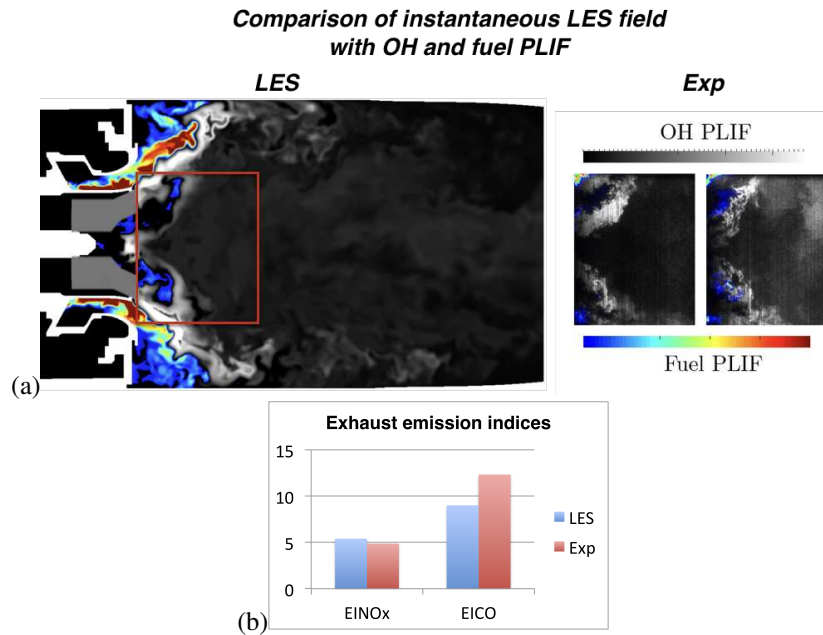 Comparison of instantaneous LES field
with OH and fuel PLIF
LES
Exp
OH PLIF
Fuel PLIF
(a)
Exhaust emission indices
15
10
5
0
EINOx
EICO
LES
Exp
(b)